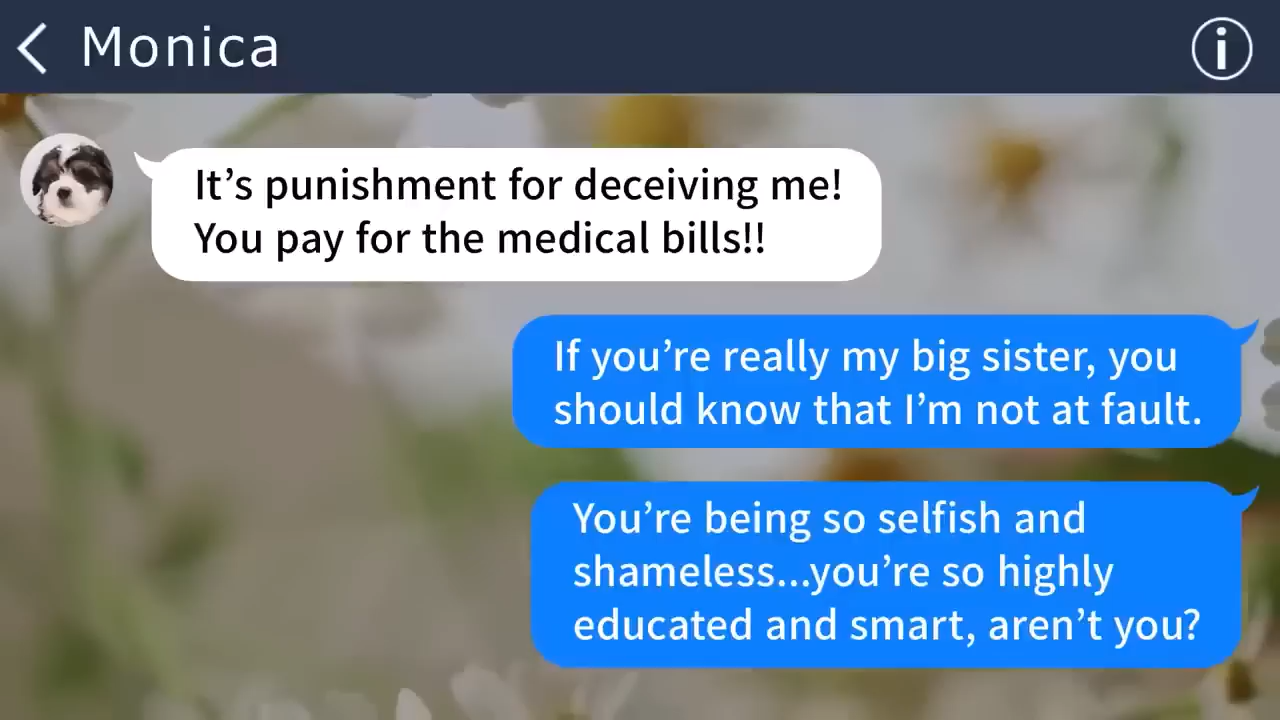 Monica
It’s punishment for deceiving me!
You pay for the medical bills!!
If you’re really my big sister, you
should know that I’m not at fault.
You’re being so selfish and
shameless...you’re so highly
educated and smart, aren’t you?